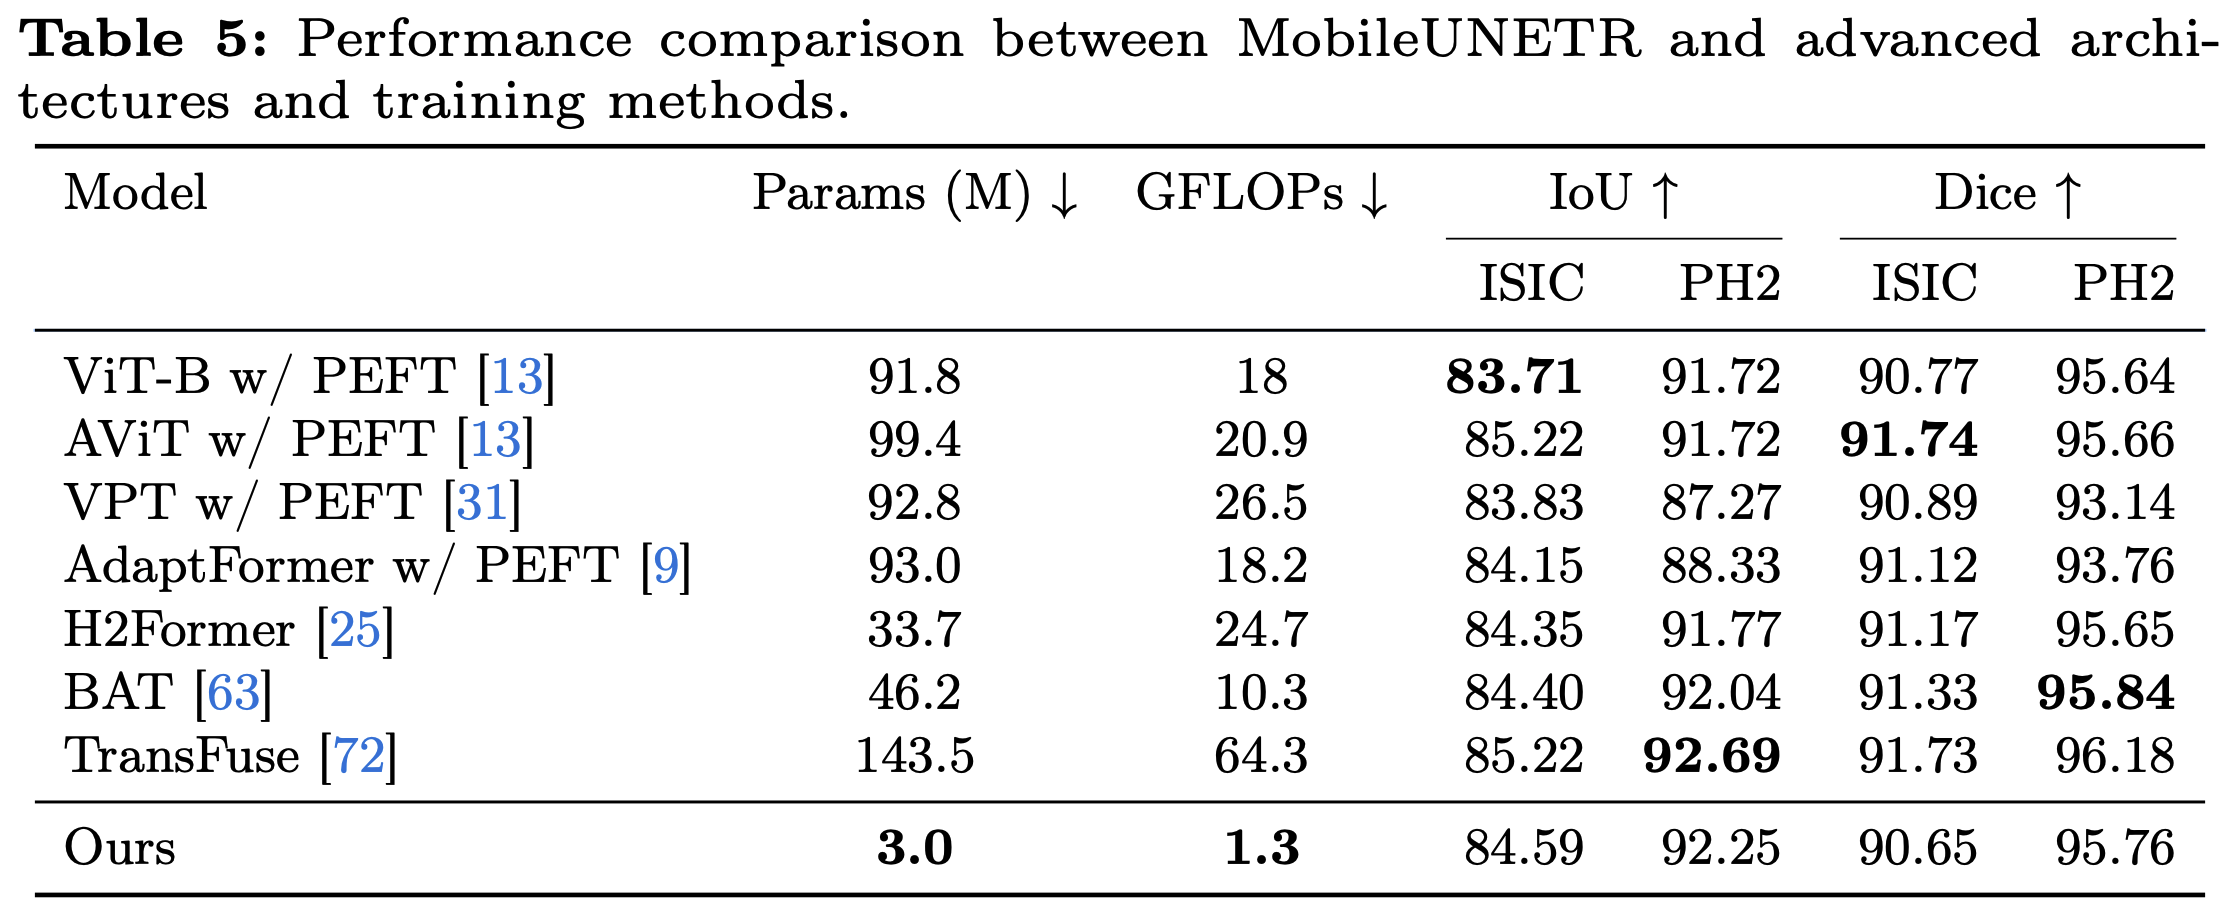 Table 5: Performance comparison between MobileUNETR and advanced archi-
tectures and training methods.
Model Params (M) ↓ GFLOPs ↓ IoU ↑ Dice ↑
ISIC PH2 ISIC PH2
ViT-B w/ PEFT [13] 91.8 18 83.71 91.72 90.77 95.64
AViT w/ PEFT [13] 99.4 20.9 85.22 91.72 91.74 95.66
VPT w/ PEFT [31] 92.8 26.5 83.83 87.27 90.89 93.14
AdaptFormer w/ PEFT [9] 93.0 18.2 84.15 88.33 91.12 93.76
H2Former [25] 33.7 24.7 84.35 91.77 91.17 95.65
BAT [63] 46.2 10.3 84.40 92.04 91.33 95.84
TransFuse [72] 143.5 64.3 85.22 92.69 91.73 96.18
Ours 3.0 1.3 84.59 92.25 90.65 95.76